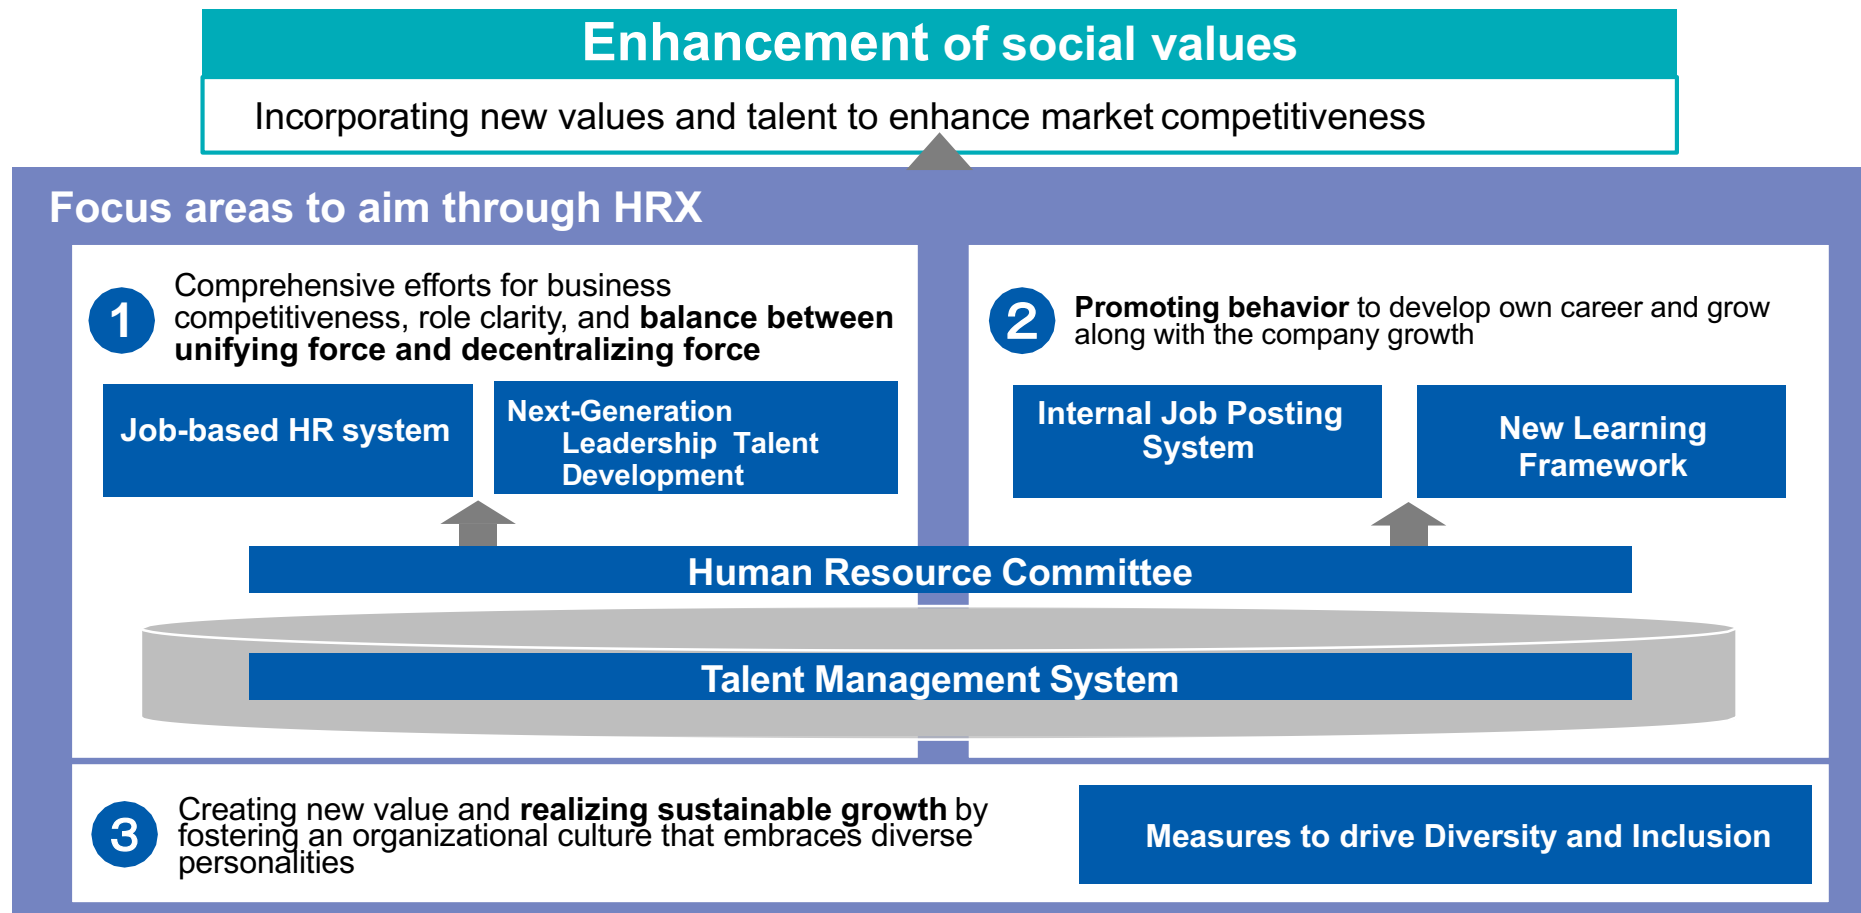 Enhancement of social values
Incorporating new values and talent to enhance market competitiveness
Focus areas to aim through HRX
1
Comprehensive efforts for business
competitiveness, role clarity, and balance between
unifying force and decentralizing force
Job-based HR system
Next-Generation
Leadership Talent
Development
2
Promoting behavior to develop own career and grow
along with the company growth
Internal Job Posting
System
New Learning
Framework
Human Resource Committee
Talent Management System
3
Creating new value and realizing sustainable growth by
fostering an organizational culture that embraces diverse
personalities
Measures to drive Diversity and Inclusion